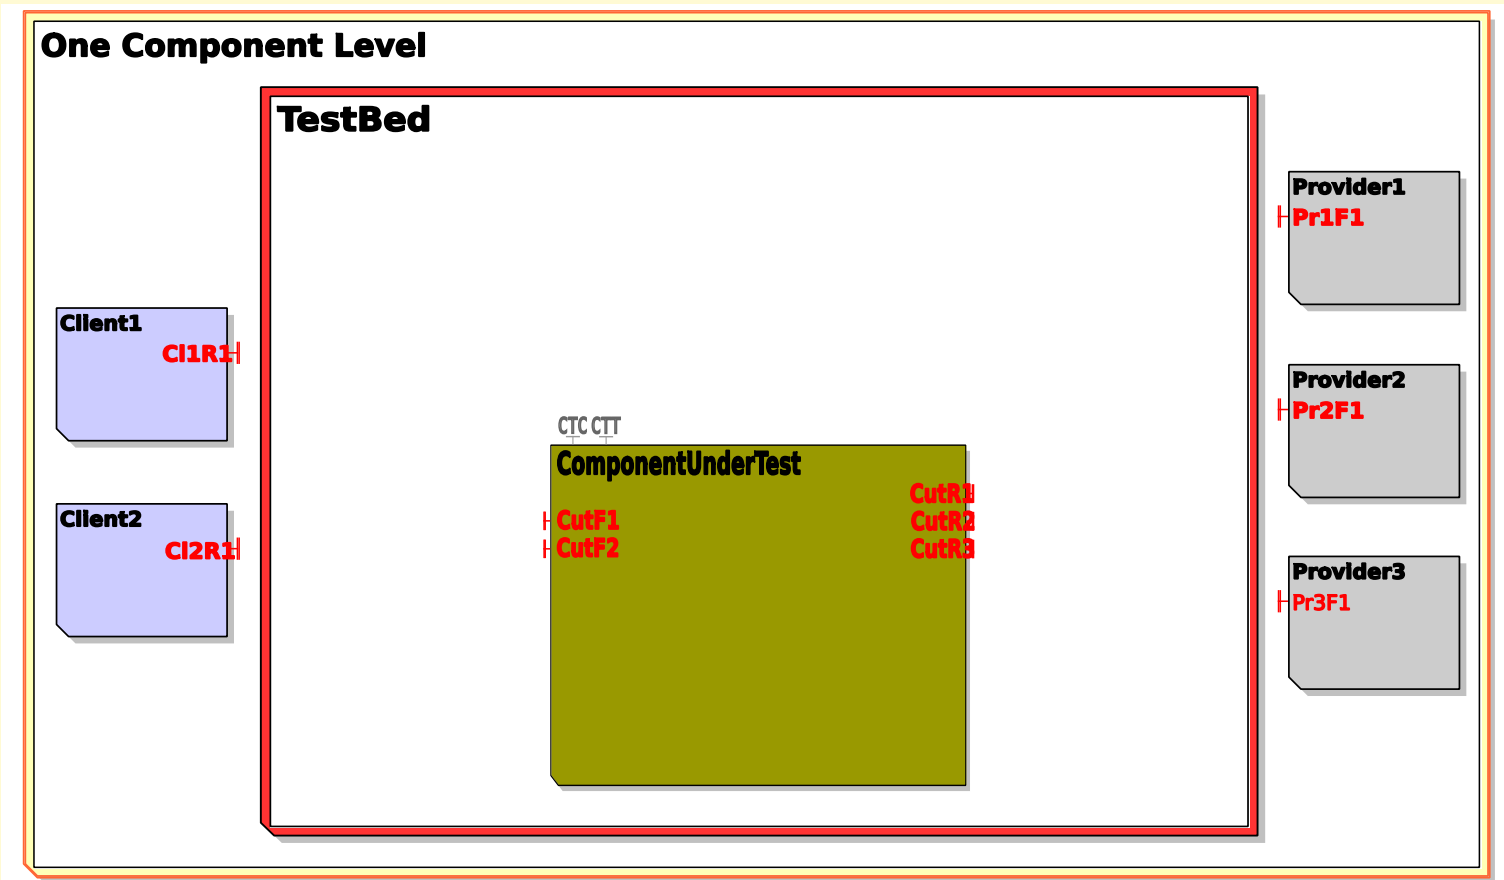 One Component Level
TestBed
Provider1
Pr1F1
Client1
Cl1R1
Provider2
Pr2F1
CTC CTT
ComponentUnderTest
CutR1
CutF1
CutR2
CutF2
CutR3
Client2
Cl2R1
Provider3
Pr3F1